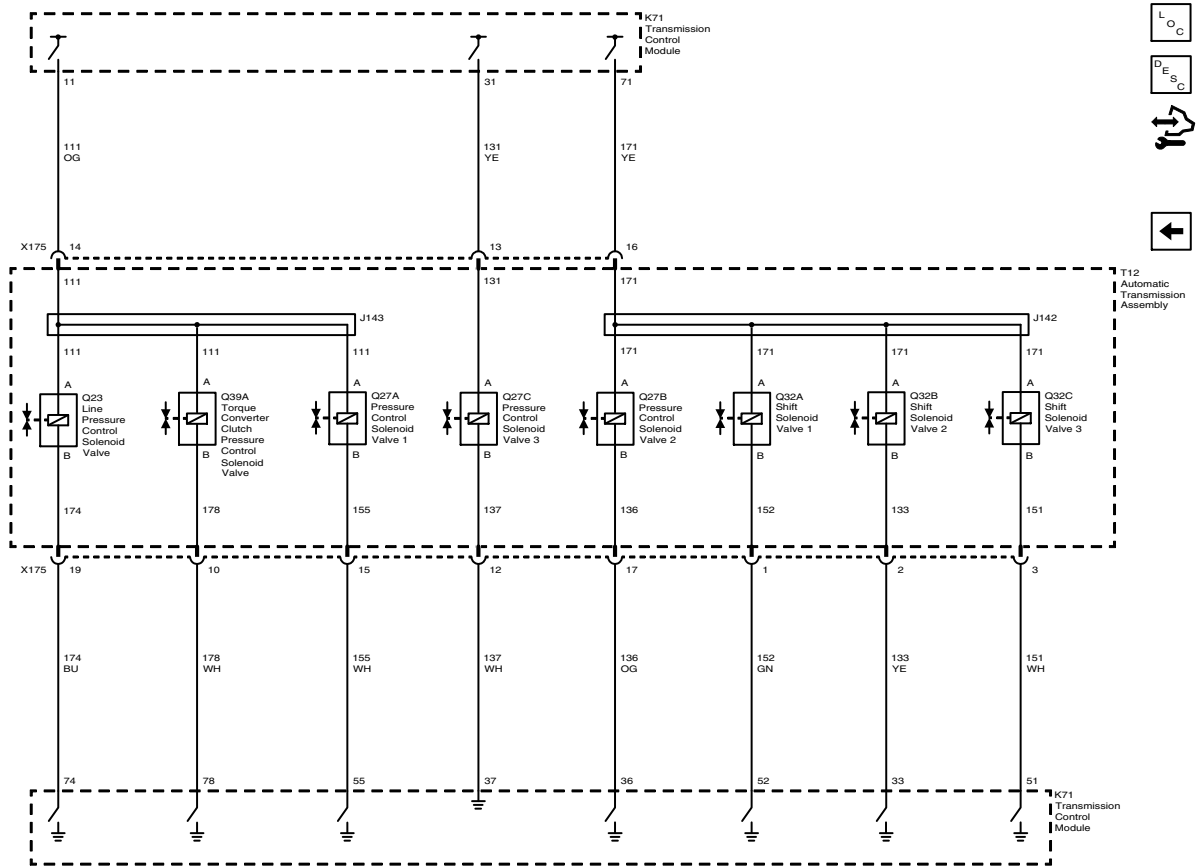 K71
Transmission
Control
Module
L
O
C
D
E
S
C
11
31
71
111
OG
131
YE
171
YE
X175
14
13
16
111
131
171
T12
Automatic
Transmission
Assembly
J143
J142
111
111
111
171
171
171
171
A
A
A
A
A
A
A
A
Q23
Line
Pressure
Control
Solenoid
Valve
Q39A
Torque
Converter
Clutch
Pressure
Control
Solenoid
Valve
Q27A
Pressure
Control
Solenoid
Valve 1
Q27C
Pressure
Control
Solenoid
Valve 3
Q27B
Pressure
Control
Solenoid
Valve 2
Q32A
Shift
Solenoid
Valve 1
Q32B
Shift
Solenoid
Valve 2
Q32C
Shift
Solenoid
Valve 3
B
B
B
B
B
B
B
B
174
178
155
137
136
152
133
151
X175
19
10
15
12
17
1
2
3
174
BU
178
WH
155
WH
137
WH
136
OG
152
GN
133
YE
151
WH
74
78
55
37
36
52
33
51
K71
Transmission
Control
Module